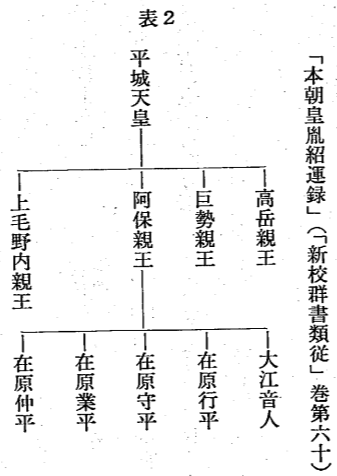 表2
「本朝皇胤紹運録」(「新校群書類従」巻第六十)
平城天皇
高岳親王
巨勢親王
阿保親王
上毛野内親王
大江音人
在原行平
在原守平
在原業平
在原仲平